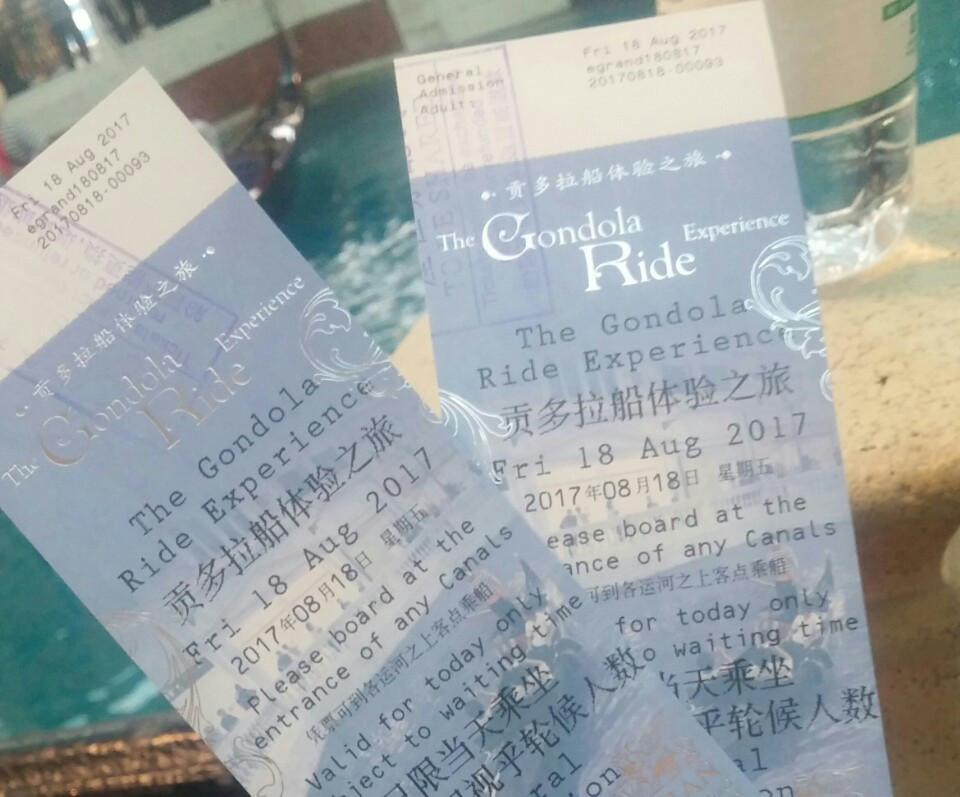 Fri 18 Aug 2017
egrand180817
20170818-00093
·贡多拉船体验之旅·
The Gondola
Ride Experience
The Gondola
Ride Experience
贡多拉船体验之旅
Fri 18 Aug 2017
2017年08月18日 星期五
Please board at the
entrance of any Canals
凭票可到各运河之上客点乘船
Valid for today only
ject to waiting time
限当天乘坐
视乎轮候人数
General
Admission
Adult:
Fri 18 Aug 2017
egrand180817
20170818-00093
·贡多拉船体验之旅·
The Gondola
Ride Experience
The Gondola
Ride Experience
贡多拉船体验之旅
Fri 18 Aug 2017
2017年08月18日 星期五
ease board at the
ance of any Canals
可到各运河之上客点乘船
for today only
o waiting time
当天乘坐
乎轮候人数